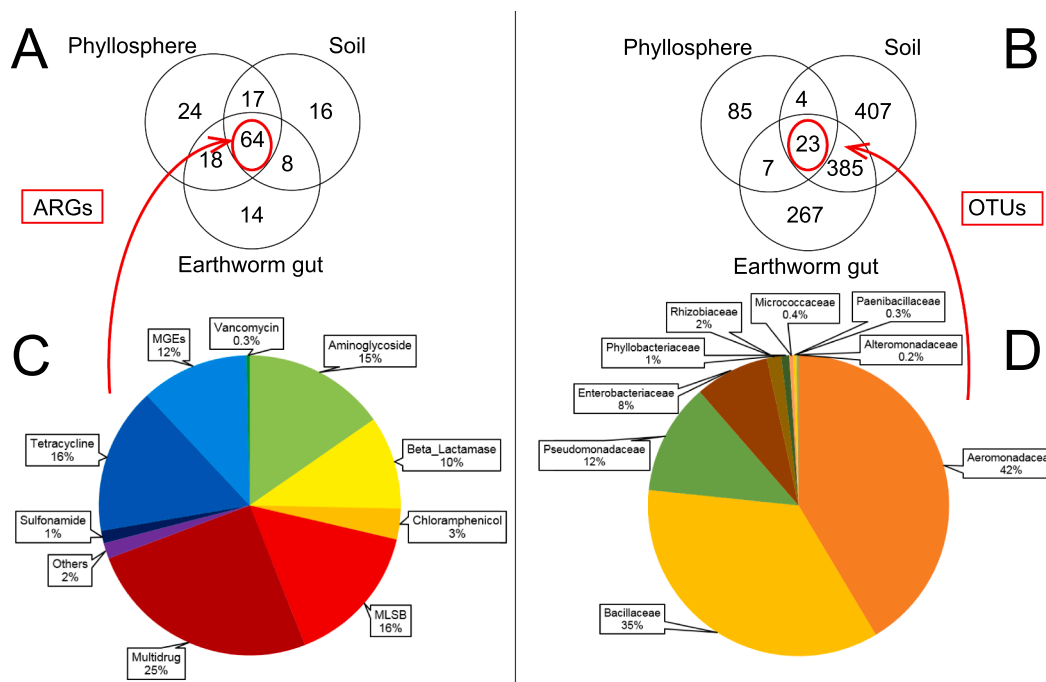 A
Phyllosphere
Soil
24
17
16
64
18
8
14
ARGs
Earthworm gut
B
Phyllosphere
Soil
85
4
407
23
7
385
267
OTUs
Earthworm gut
C
Vancomycin
0.3%
MGEs
12%
Aminoglycoside
15%
Tetracycline
16%
Beta_Lactamase
10%
Sulfonamide
1%
Chloramphenicol
3%
Others
2%
MLSB
16%
Multidrug
25%
D
Micrococcaceae
0.4%
Paenibacillaceae
0.3%
Rhizobiaceae
2%
Alteromonadaceae
0.2%
Phyllobacteriaceae
1%
Enterobacteriaceae
8%
Pseudomonadaceae
12%
Aeromonadacea
42%
Bacillaceae
35%